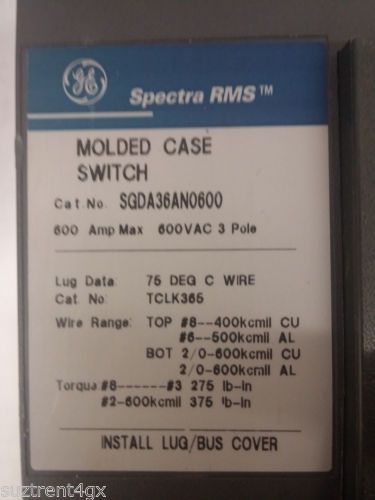 GE
Spectra RMS™
MOLDED CASE
SWITCH
Cat. No. SGDA36AN0600
600 Amp Max 600VAC 3 Pole
Lug Data: 75 DEG C WIRE
Cat No: TCLK365
Wire Range: TOP #8--400kcmil CU
#6--500kcmil AL
BOT 2/0-600kcmil CU
2/0-600kcmil AL
Torque #8------#3 275 lb-in
#2-600kcmil 375 lb-in
INSTALL LUG/BUS COVER
© suztrent4gx